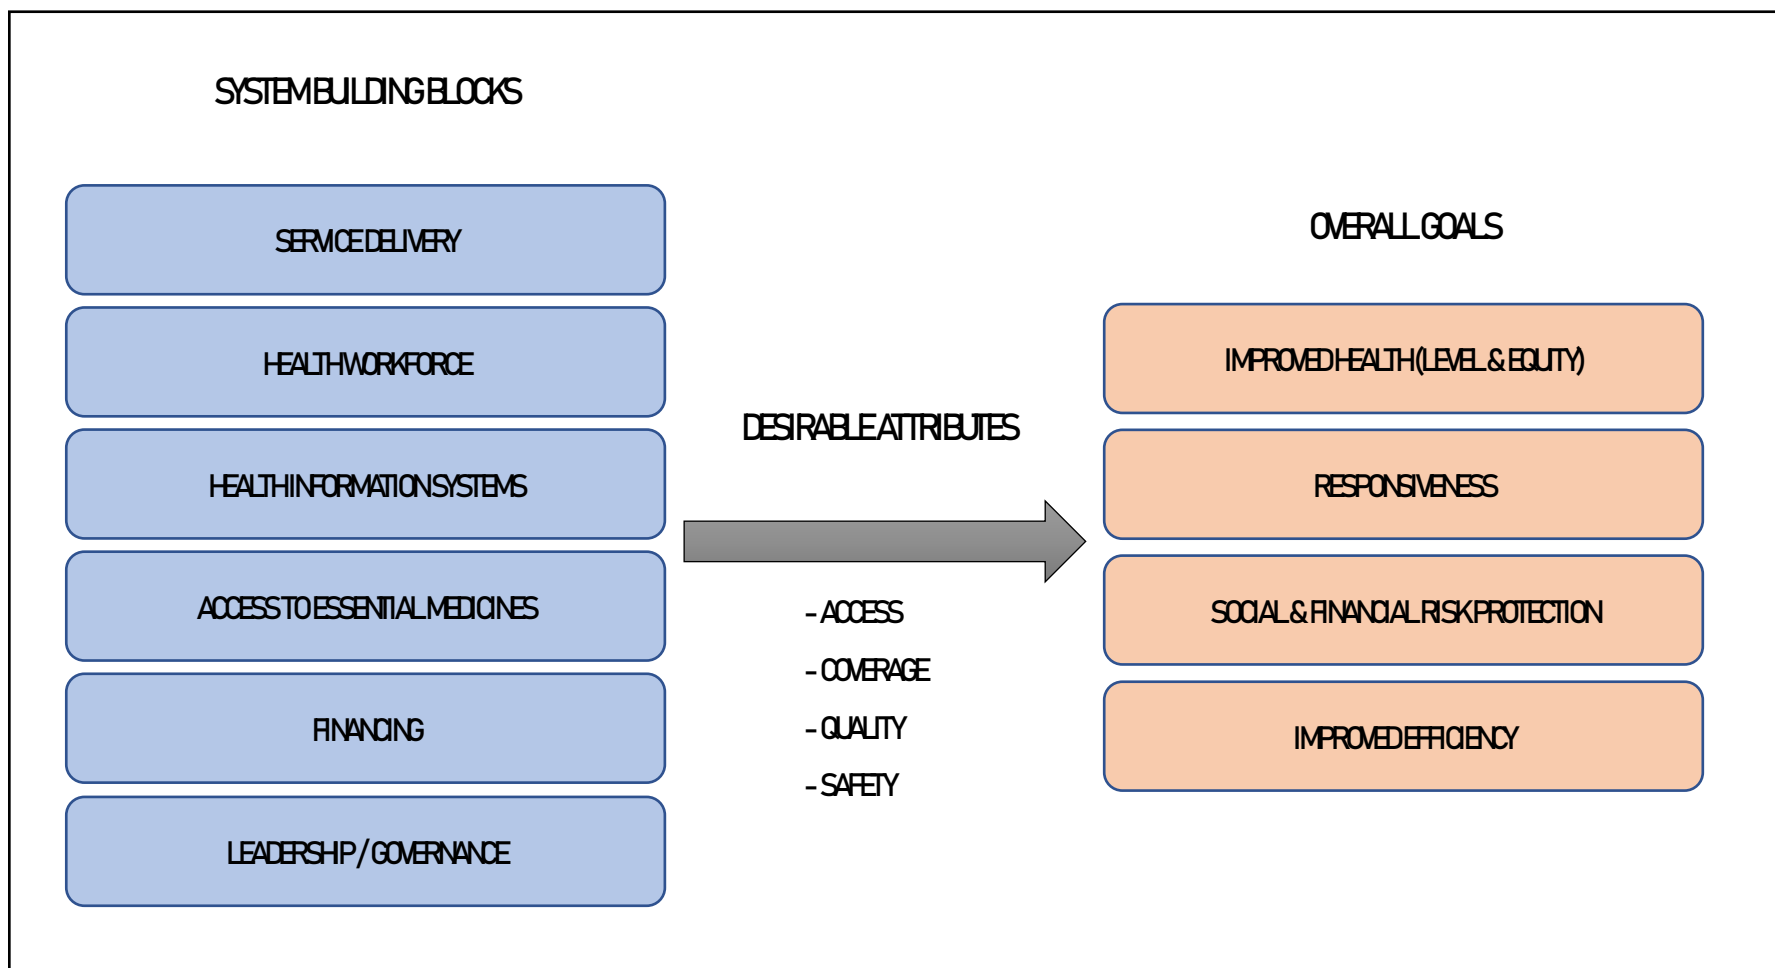 SYSTEM BUILDING BLOCKS
SERVICE DELIVERY
HEALTH WORKFORCE
HEALTH INFORMATION SYSTEMS
ACCESS TO ESSENTIAL MEDICINES
FINANCING
LEADERSHIP / GOVERNANCE
DESIRABLE ATTRIBUTES
- ACCESS
- COVERAGE
- QUALITY
- SAFETY
OVERALL GOALS
IMPROVED HEALTH (LEVEL & EQUITY)
RESPONSIVENESS
SOCIAL & FINANCIAL RISK PROTECTION
IMPROVED EFFICIENCY